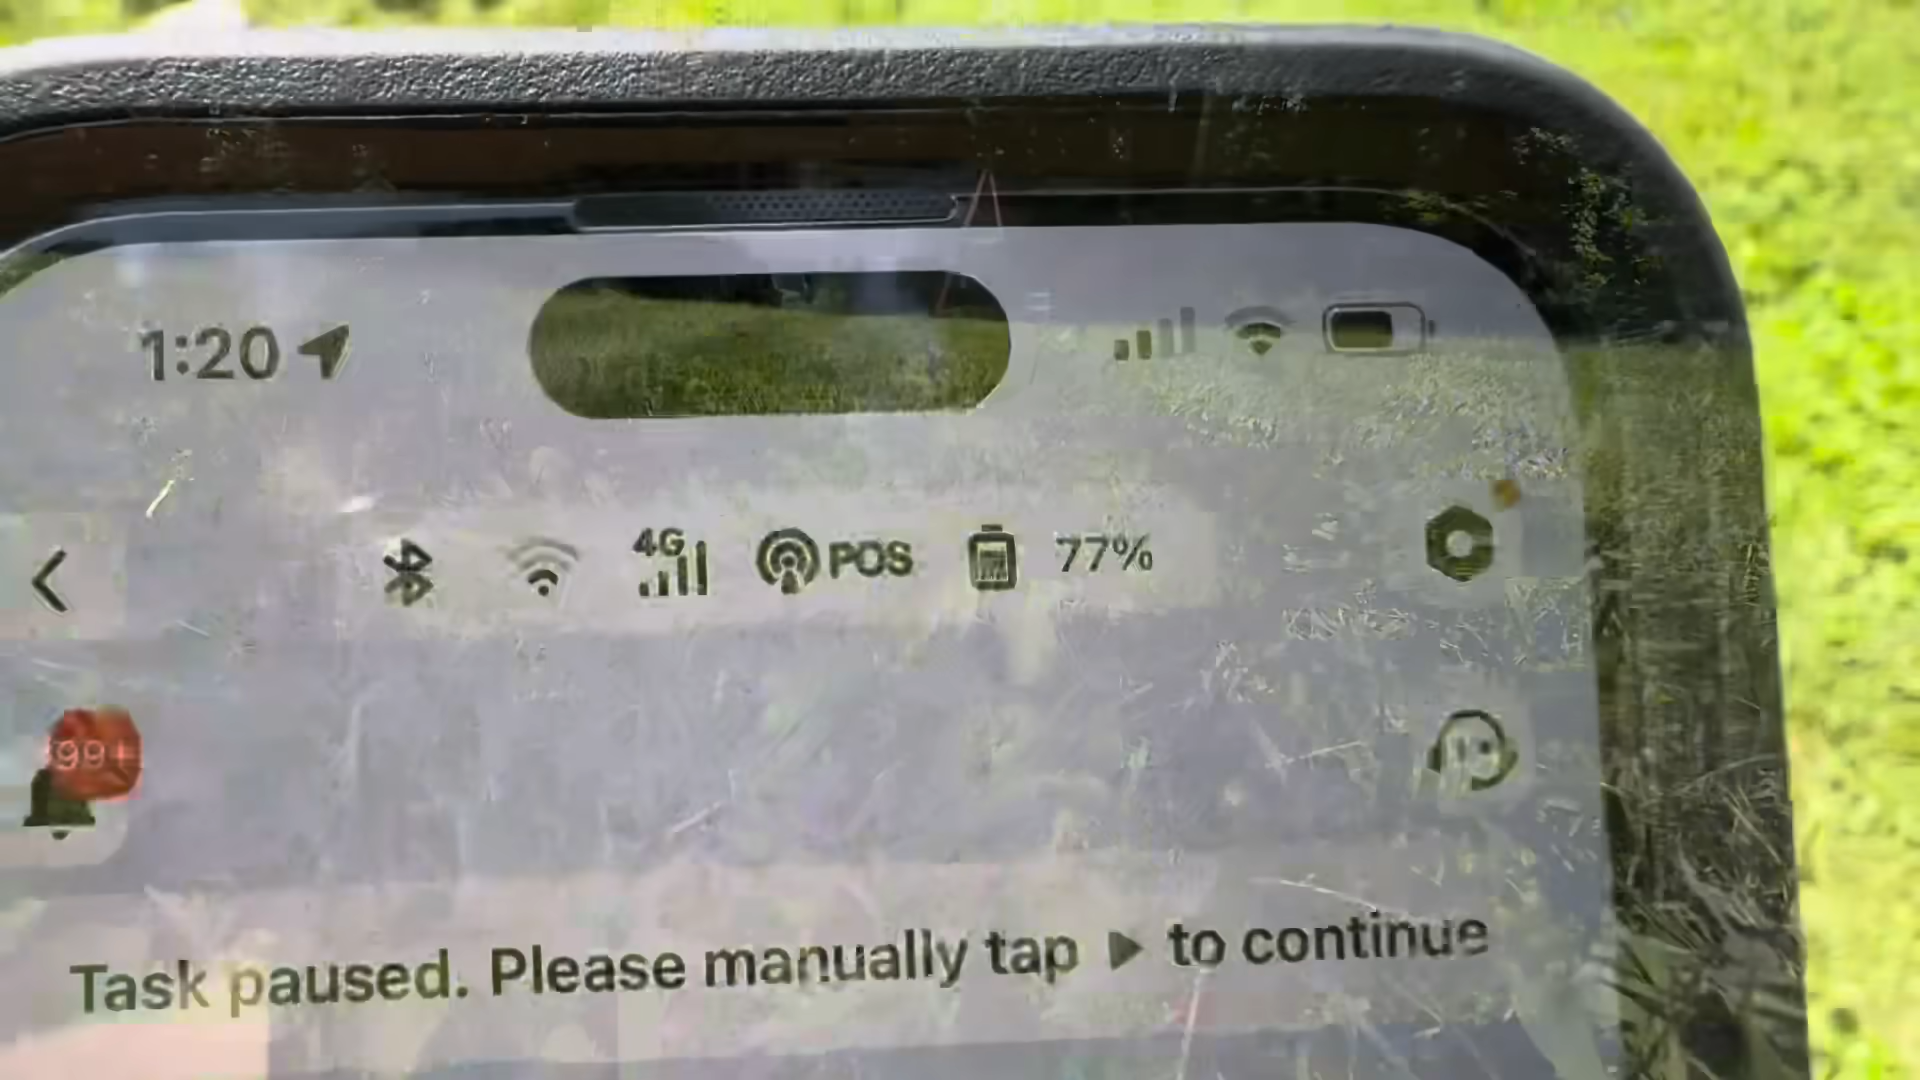 1:20
4G POS 77%
99+
Task paused. Please manually tap ▶ to continue